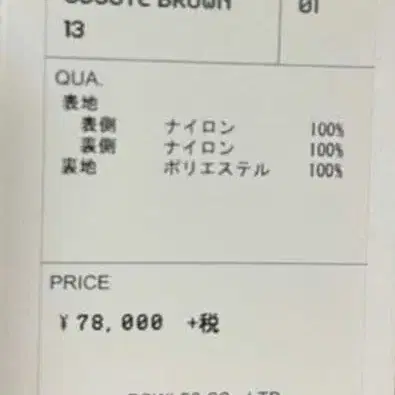 BROWN 01
13
QUA.
表地
表側 ナイロン 100%
裏側 ナイロン 100%
裏地 ポリエステル 100%
PRICE
¥78,000 +税